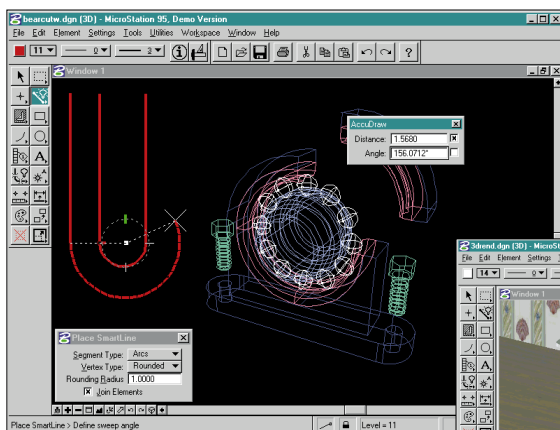 bearcutw.dgn (3D) - MicroStation 95, Demo Version
File Edit Element Settings Tools Utilities Workspace Window Help
11 0 3
Window 1
AccuDraw
Distance: 1.5680
Angle: 156.0712°
3drend.dgn (3D) - MicroSt
File Edit Element Settings
14 0
Window 1
Place SmartLine
Segment Type: Arcs
Vertex Type: Rounded
Rounding Radius 1.0000
Join Elements
Place SmartLine > Define sweep angle
Level = 11